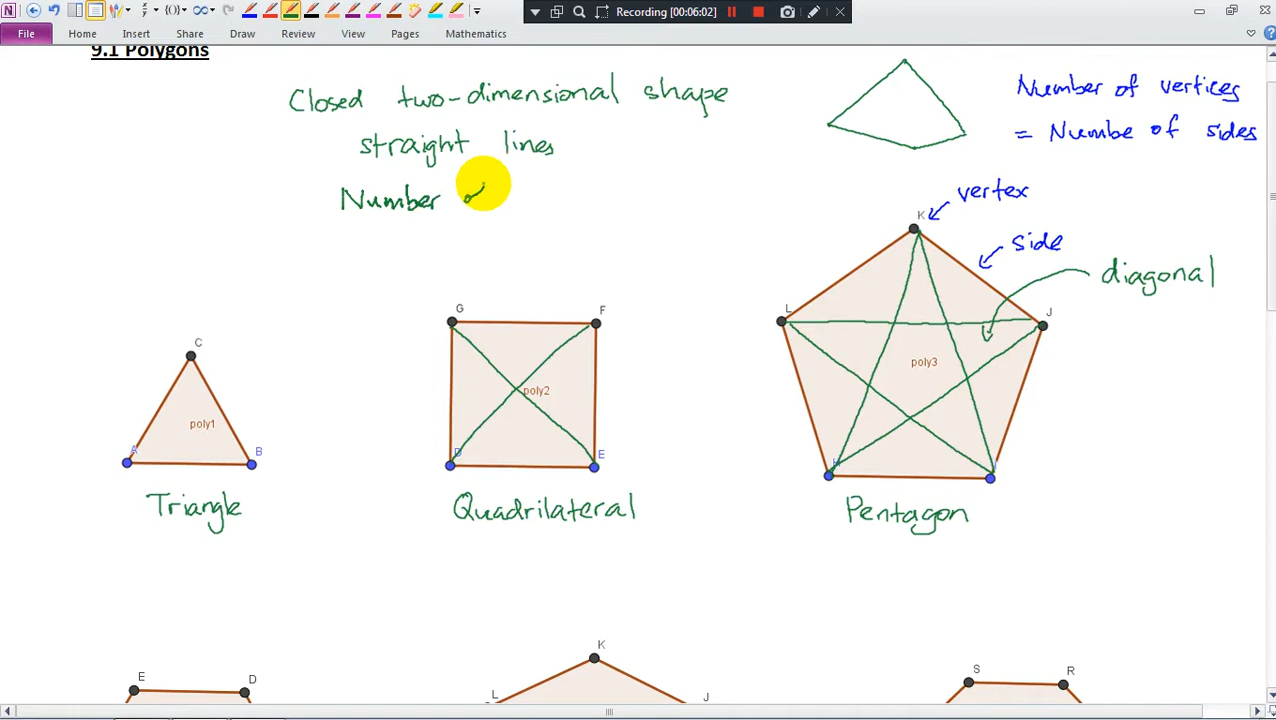 Recording [00:06:02]
File Home Insert Share Draw Review View Pages Mathematics
9.1 Polygons
Closed two-dimensional shape
straight lines
Number o
Number of vertices
= Numbe of sides
vertex
side
diagonal
K
L
J
H
poly3
G
F
poly2
D
E
C
poly1
A
B
Triangle
Quadrilateral
Pentagon
E
D
K
L
J
S
R